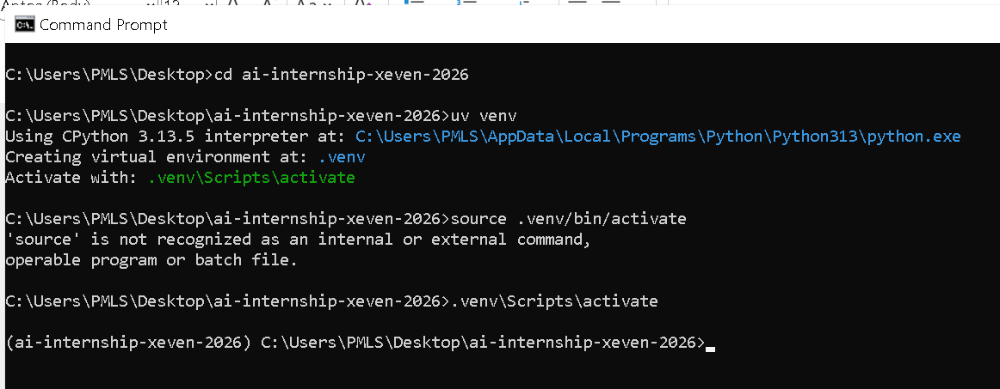 Command Prompt
C:\Users\PMLS\Desktop>cd ai-internship-xeven-2026
C:\Users\PMLS\Desktop\ai-internship-xeven-2026>uv venv
Using CPython 3.13.5 interpreter at: C:\Users\PMLS\AppData\Local\Programs\Python\Python313\python.exe
Creating virtual environment at: .venv
Activate with: .venv\Scripts\activate
C:\Users\PMLS\Desktop\ai-internship-xeven-2026>source .venv/bin/activate
'source' is not recognized as an internal or external command,
operable program or batch file.
C:\Users\PMLS\Desktop\ai-internship-xeven-2026>.venv\Scripts\activate
(ai-internship-xeven-2026) C:\Users\PMLS\Desktop\ai-internship-xeven-2026>